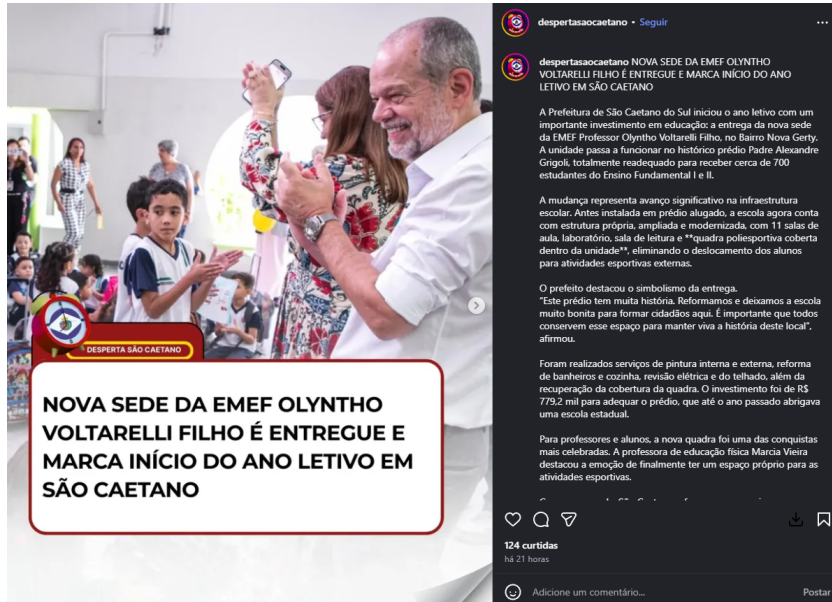 DESPERTA SÃO CAETANO
NOVA SEDE DA EMEF OLYNTHO
VOLTARELLI FILHO É ENTREGUE E
MARCA INÍCIO DO ANO LETIVO EM
SÃO CAETANO
despertasaocaetano • Seguir
despertasaocaetano NOVA SEDE DA EMEF OLYNTHO
VOLTARELLI FILHO É ENTREGUE E MARCA INÍCIO DO ANO
LETIVO EM SÃO CAETANO
A Prefeitura de São Caetano do Sul iniciou o ano letivo com um
importante investimento em educação: a entrega da nova sede
da EMEF Professor Olyntho Voltarelli Filho, no Bairro Nova Gerty.
A unidade passa a funcionar no histórico prédio Padre Alexandre
Grigoli, totalmente readequado para receber cerca de 700
estudantes do Ensino Fundamental I e II.
A mudança representa avanço significativo na infraestrutura
escolar. Antes instalada em prédio alugado, a escola agora conta
com estrutura própria, ampliada e modernizada, com 11 salas de
aula, laboratório, sala de leitura e **quadra poliesportiva coberta
dentro da unidade**, eliminando o deslocamento dos alunos
para atividades esportivas externas.
O prefeito destacou o simbolismo da entrega.
"Este prédio tem muita história. Reformamos e deixamos a escola
muito bonita para formar cidadãos aqui. É importante que todos
conservem esse espaço para manter viva a história deste local",
afirmou.
Foram realizados serviços de pintura interna e externa, reforma
de banheiros e cozinha, revisão elétrica e do telhado, além da
recuperação da cobertura da quadra. O investimento foi de R$
779,2 mil para adequar o prédio, que até o ano passado abrigava
uma escola estadual.
Para professores e alunos, a nova quadra foi uma das conquistas
mais celebradas. A professora de educação física Marcia Vieira
destacou a emoção de finalmente ter um espaço próprio para as
atividades esportivas.
124 curtidas
há 21 horas
Adicione um comentário...
Postar